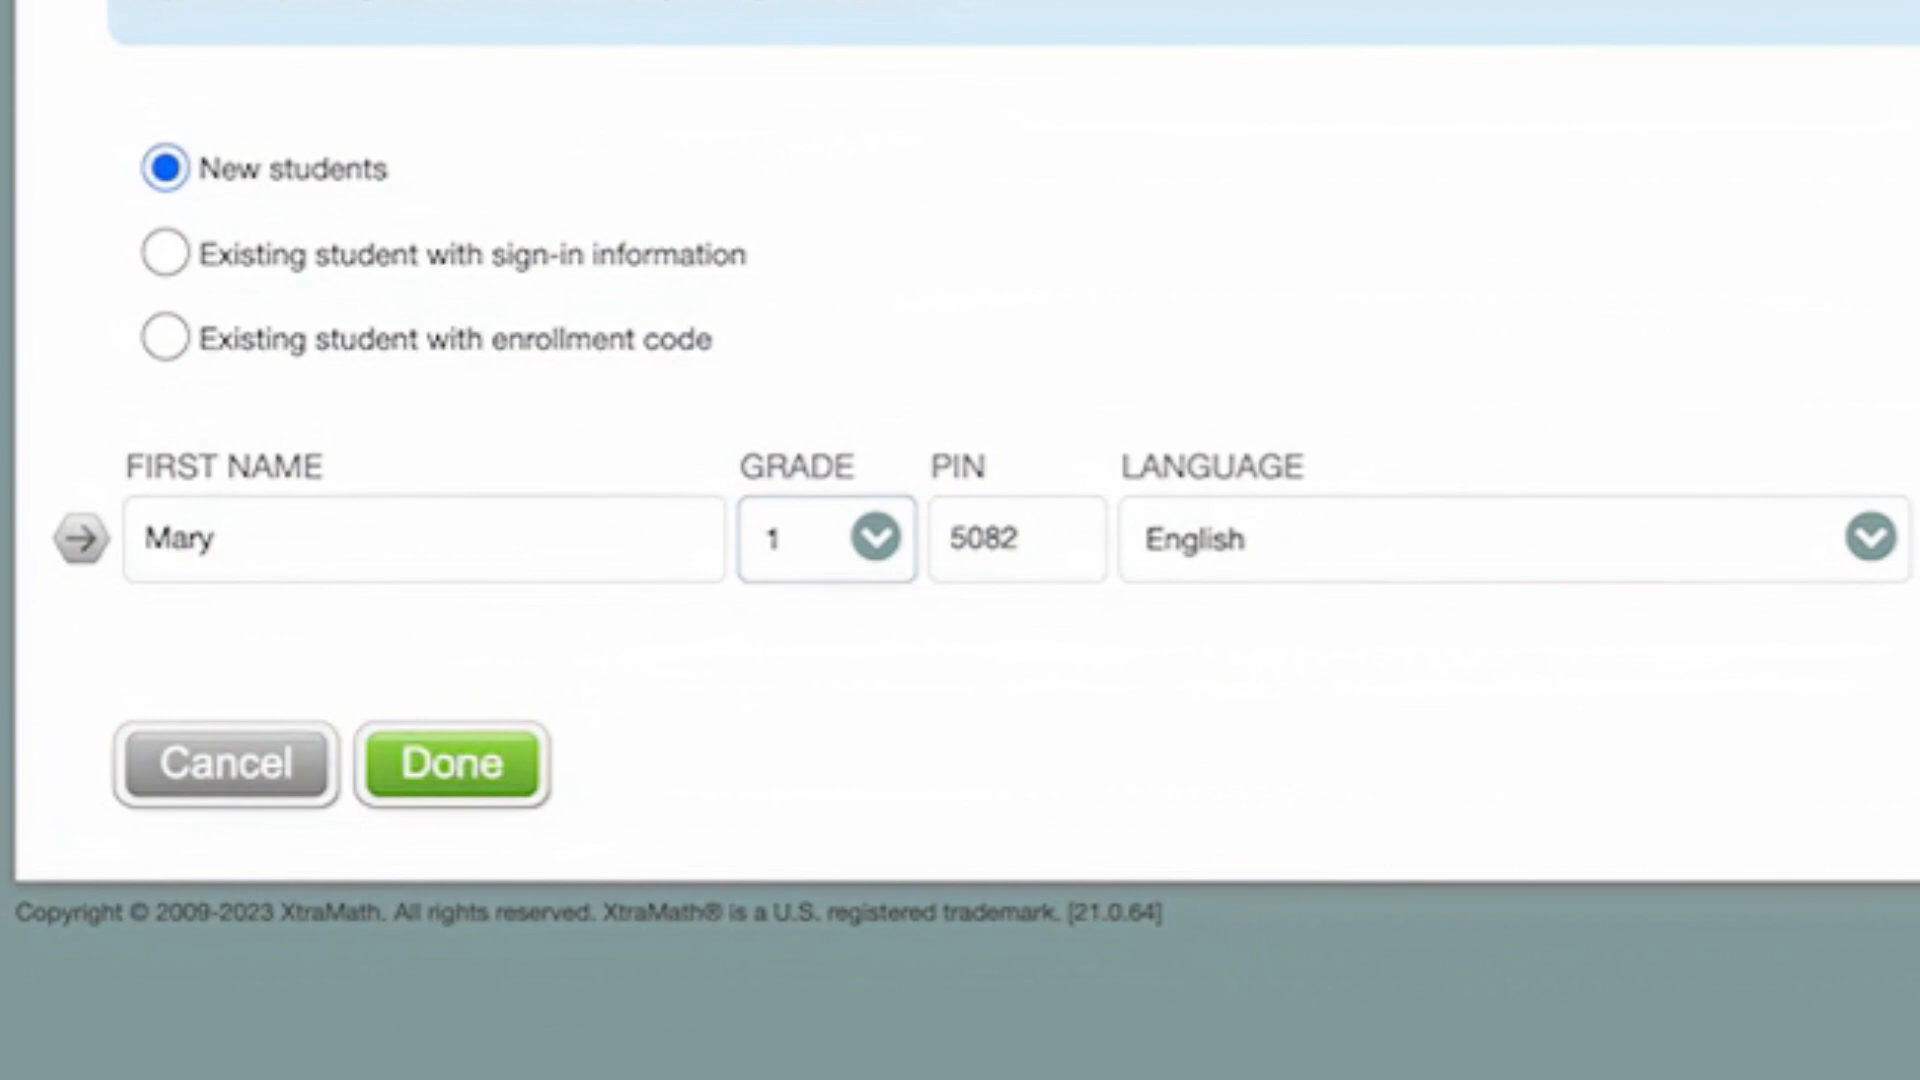 New students
Existing student with sign-in information
Existing student with enrollment code
FIRST NAME GRADE PIN LANGUAGE
Mary 1 5082 English
Cancel Done
Copyright © 2009-2023 XtraMath. All rights reserved. XtraMath® is a U.S. registered trademark. [21.0.64]